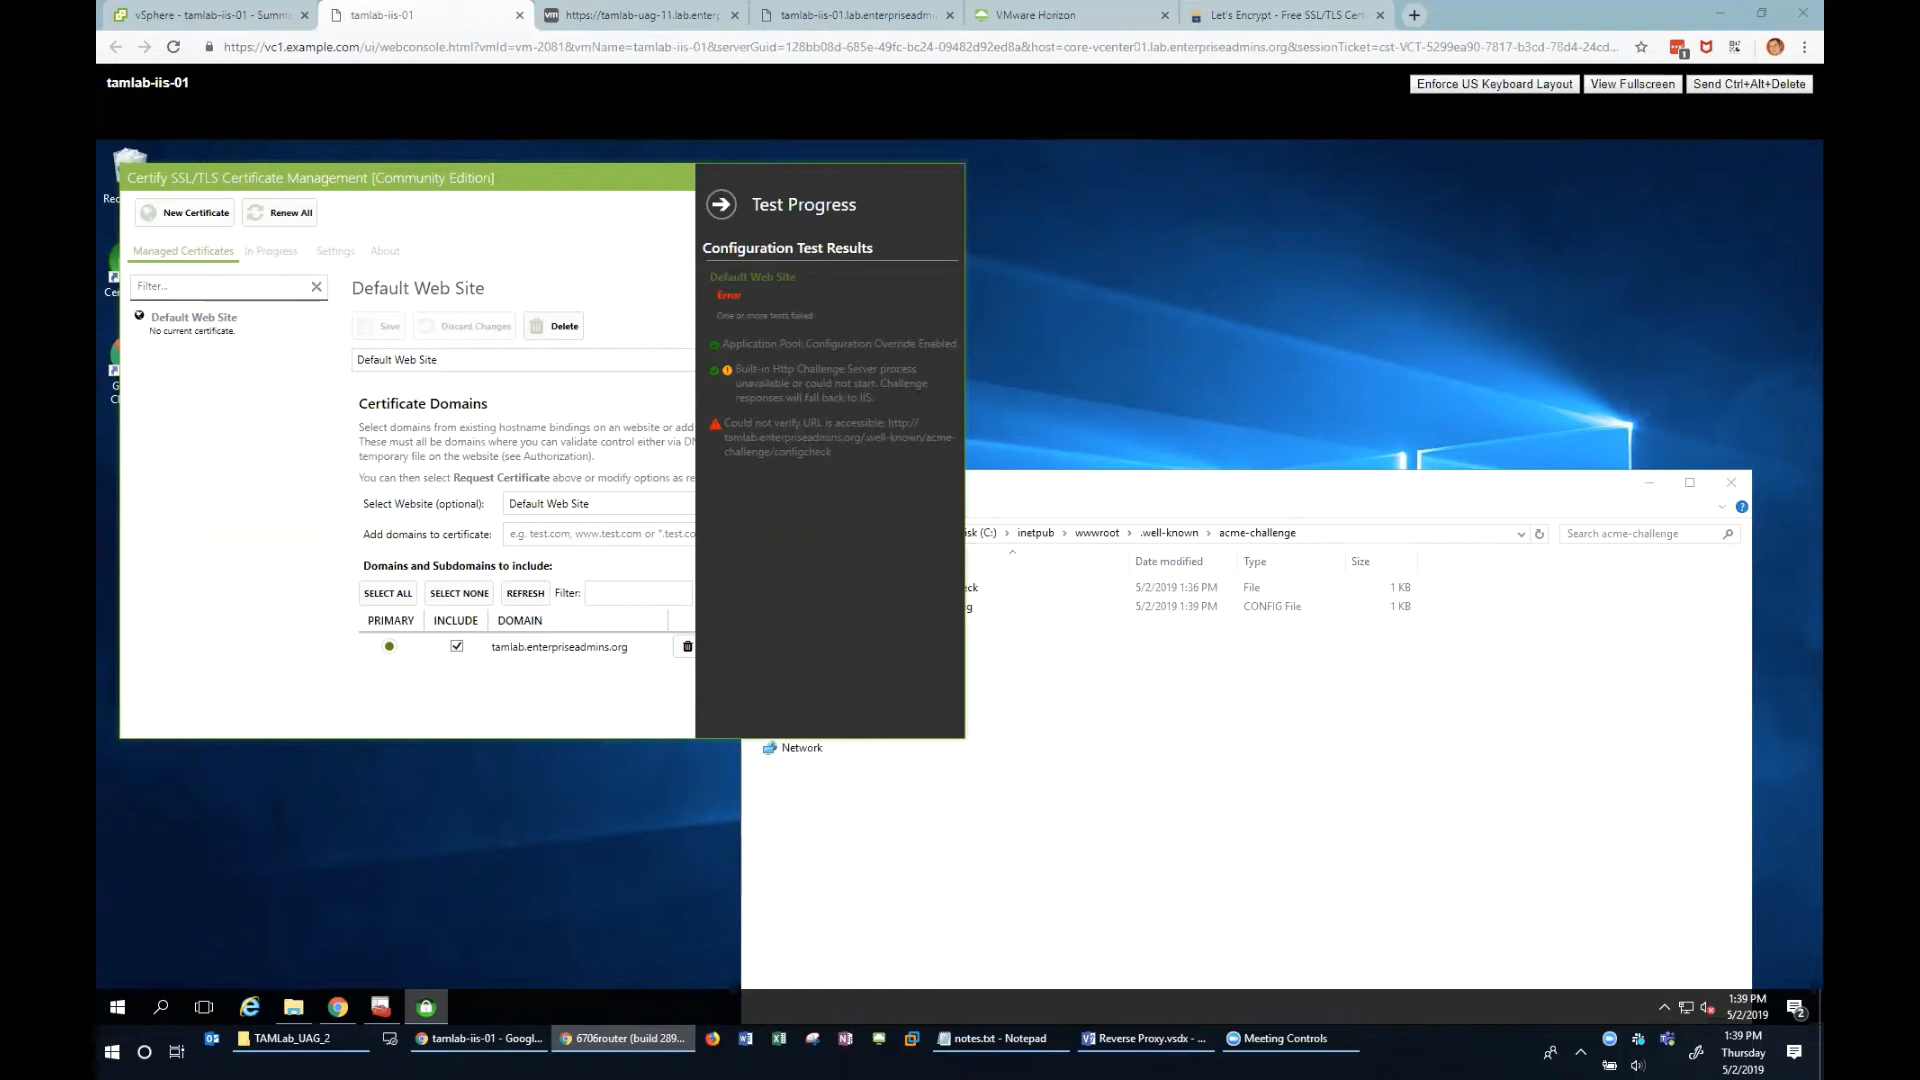 vSphere - tamlab-iis-01 - Summ
tamlab-iis-01
https://tamlab-uag-11.lab.enterp
tamlab-iis-01.lab.enterpriseadmin
VMware Horizon
Let's Encrypt - Free SSL/TLS Cert
https://vc1.example.com/ui/webconsole.html?vmId=vm-2081&vmName=tamlab-iis-01&serverGuid=128bb08d-685e-49fc-bc24-09482d92ed8a&host=core-vcenter01.lab.enterpriseadmins.org&sessionTicket=cst-VCT-5299ea90-7817-b3cd-78d4-24cd...
tamlab-iis-01
Enforce US Keyboard Layout
View Fullscreen
Send Ctrl+Alt+Delete
Certify SSL/TLS Certificate Management [Community Edition]
New Certificate
Renew All
Managed Certificates
In Progress
Settings
About
Filter...
Default Web Site
No current certificate.
Default Web Site
Save
Discard Changes
Delete
Default Web Site
Certificate Domains
Select domains from existing hostname bindings on an website or add
These must all be domains where you can validate control either via DN
temporary file on the website (see Authorization).
You can then select Request Certificate above or modify options as re
Select Website (optional):
Default Web Site
Add domains to certificate:
e.g. test.com, www.test.com or *.test.co
Domains and Subdomains to include:
SELECT ALL
SELECT NONE
REFRESH
Filter:
PRIMARY
INCLUDE
DOMAIN
tamlab.enterpriseadmins.org
Test Progress
Configuration Test Results
Default Web Site
Error
One or more tests failed
Application Pool: Configuration Override Enabled
Built-in Http Challenge Server process
unavailable or could not start. Challenge
responses will fall back to IIS.
Could not verify URL is accessible: http://
tamlab.enterpriseadmins.org/.well-known/acme-
challenge/configcheck
isk (C:) › inetpub › wwwroot › .well-known › acme-challenge
Search acme-challenge
Date modified
Type
Size
ck
5/2/2019 1:36 PM
File
1 KB
g
5/2/2019 1:39 PM
CONFIG File
1 KB
Network
1:39 PM
5/2/2019
2
TAMLab_UAG_2
tamlab-iis-01 - Googl...
6706router (build 289...
notes.txt - Notepad
Reverse Proxy.vsdx - ...
Meeting Controls
1:39 PM
Thursday
5/2/2019